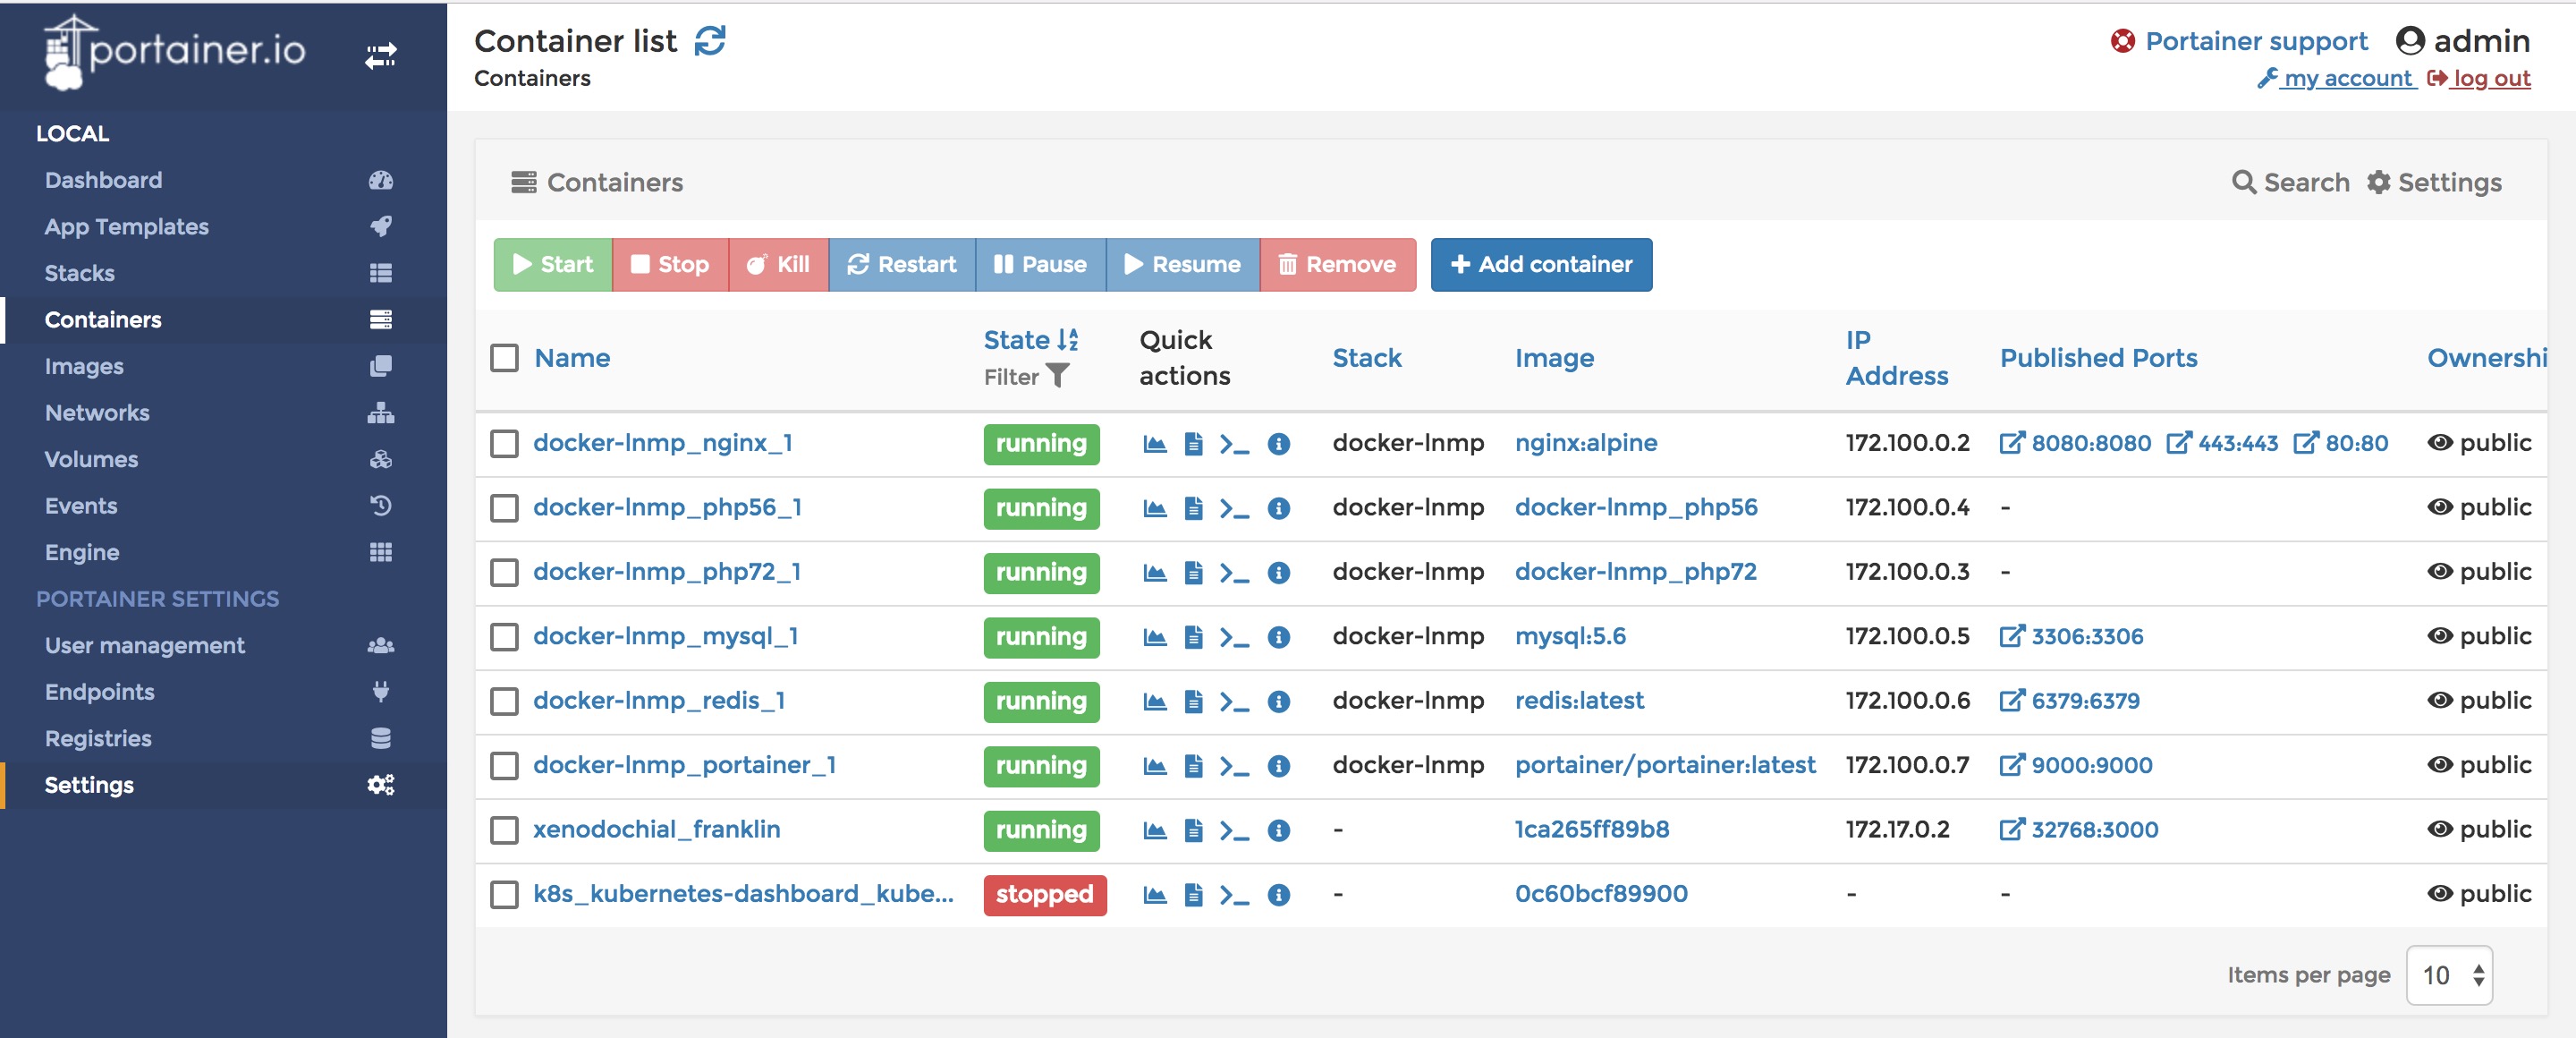 portainer.io
LOCAL
Dashboard
App Templates
Stacks
Containers
Images
Networks
Volumes
Events
Engine
PORTAINER SETTINGS
User management
Endpoints
Registries
Settings
Container list
Containers
Portainer support admin
my account log out
Containers
Search Settings
Start Stop Kill Restart Pause Resume Remove Add container
Name State Filter Quick actions Stack Image IP Address Published Ports Ownershi
docker-lnmp_nginx_1 running docker-lnmp nginx:alpine 172.100.0.2 8080:8080 443:443 80:80 public
docker-lnmp_php56_1 running docker-lnmp docker-lnmp_php56 172.100.0.4 - public
docker-lnmp_php72_1 running docker-lnmp docker-lnmp_php72 172.100.0.3 - public
docker-lnmp_mysql_1 running docker-lnmp mysql:5.6 172.100.0.5 3306:3306 public
docker-lnmp_redis_1 running docker-lnmp redis:latest 172.100.0.6 6379:6379 public
docker-lnmp_portainer_1 running docker-lnmp portainer/portainer:latest 172.100.0.7 9000:9000 public
xenodochial_franklin running - 1ca265ff89b8 172.17.0.2 32768:3000 public
k8s_kubernetes-dashboard_kube... stopped - 0c60bcf89900 - - public
Items per page 10